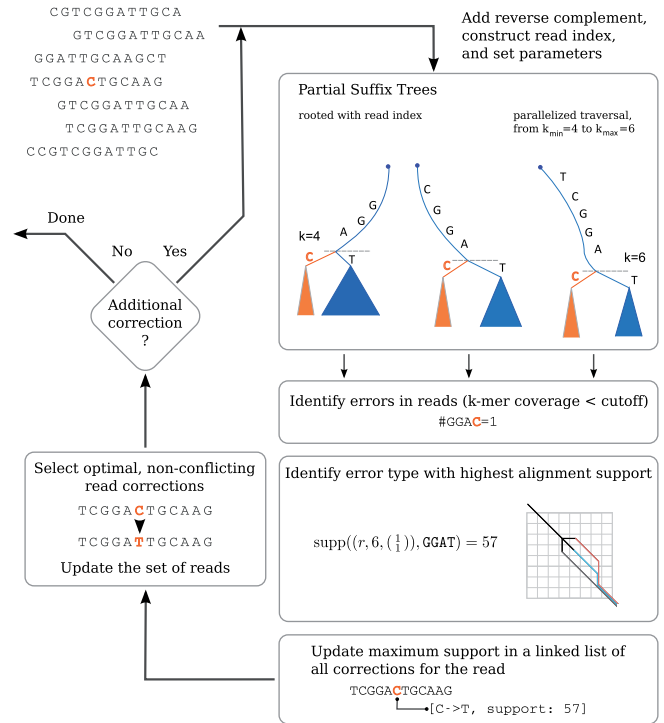 CGTCGGATTGCA
GTCGGATTGCAA
GGATTGCAAGCT
TCGGACTGCAAG
GTCGGATTGCAA
TCGGATTGCAAG
CCGTCGGATTGC
Add reverse complement,
construct read index,
and set parameters
Partial Suffix Trees
rooted with read index
parallelized traversal,
from kmin=4 to kmax=6
G
G
A
k=4
C
T
C
G
G
A
C
T
T
C
G
G
A
k=6
C
T
Done
No
Yes
Additional
correction
?
Identify errors in reads (k-mer coverage < cutoff)
#GGAC=1
Select optimal, non-conflicting
read corrections
TCGGACTGCAAG
TCGGATTGCAAG
Update the set of reads
Identify error type with highest alignment support
supp((r, 6, (1 1)), GGAT) = 57
Update maximum support in a linked list of
all corrections for the read
TCGGACTGCAAG
[C->T, support: 57]